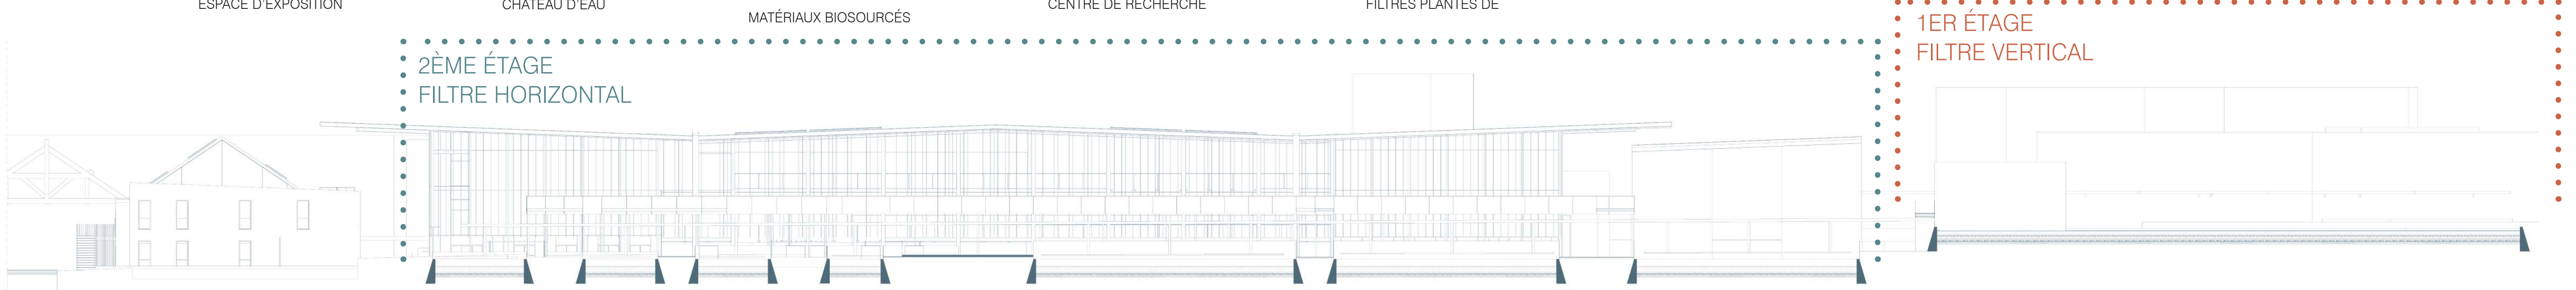 ESPACE D'EXPOSITION
CHÂTEAU D'EAU
MATÉRIAUX BIOSOURCÉS
CENTRE DE RECHERCHE
FILTRES PLANTÉS DE
2ÈME ÉTAGE
FILTRE HORIZONTAL
1ER ÉTAGE
FILTRE VERTICAL